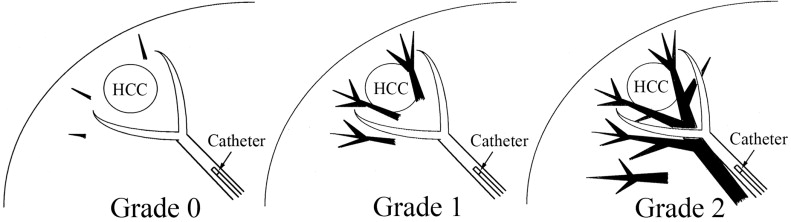 HCC
Catheter
Grade 0
HCC
Catheter
Grade 1
HCC
Catheter
Grade 2